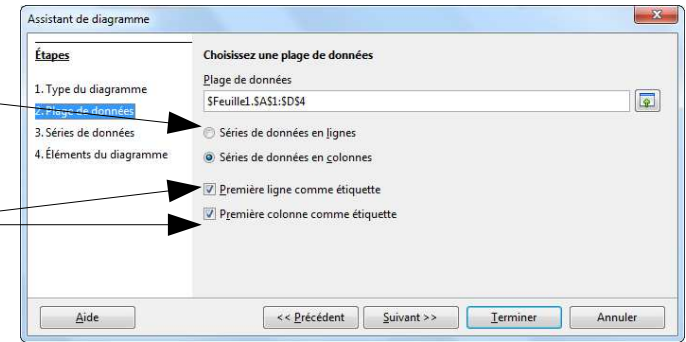 Assistant de diagramme
Étapes
1. Type du diagramme
2. Plage de données
3. Séries de données
4. Éléments du diagramme
Choisissez une plage de données
Plage de données
$Feuille1.$A$1:$D$4
Séries de données en lignes
Séries de données en colonnes
Première ligne comme étiquette
Première colonne comme étiquette
Aide
<< Précédent
Suivant >>
Terminer
Annuler